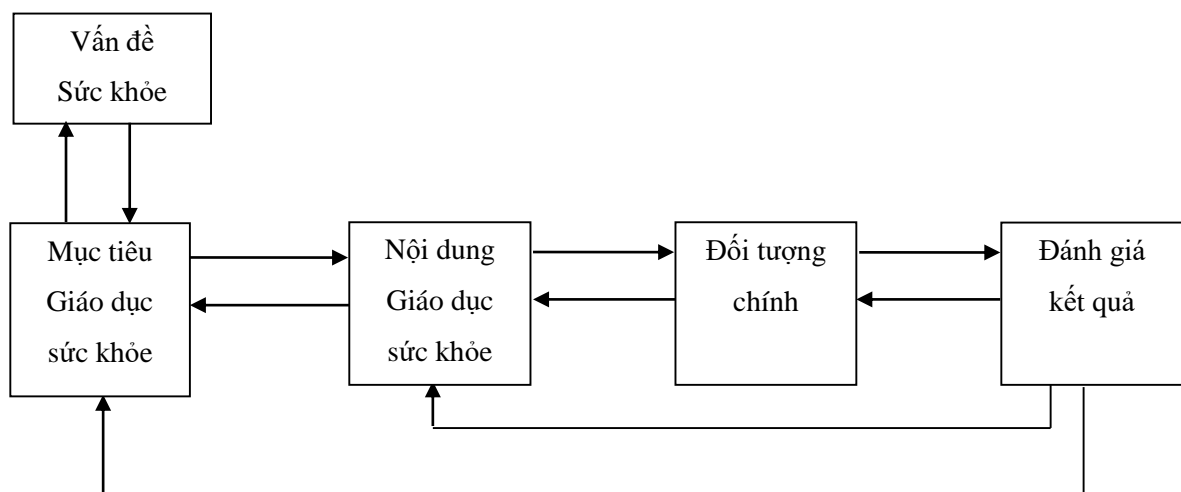 Vấn đề
Sức khỏe
Mục tiêu
Giáo dục
sức khỏe
Nội dung
Giáo dục
sức khỏe
Đối tượng
chính
Đánh giá
kết quả